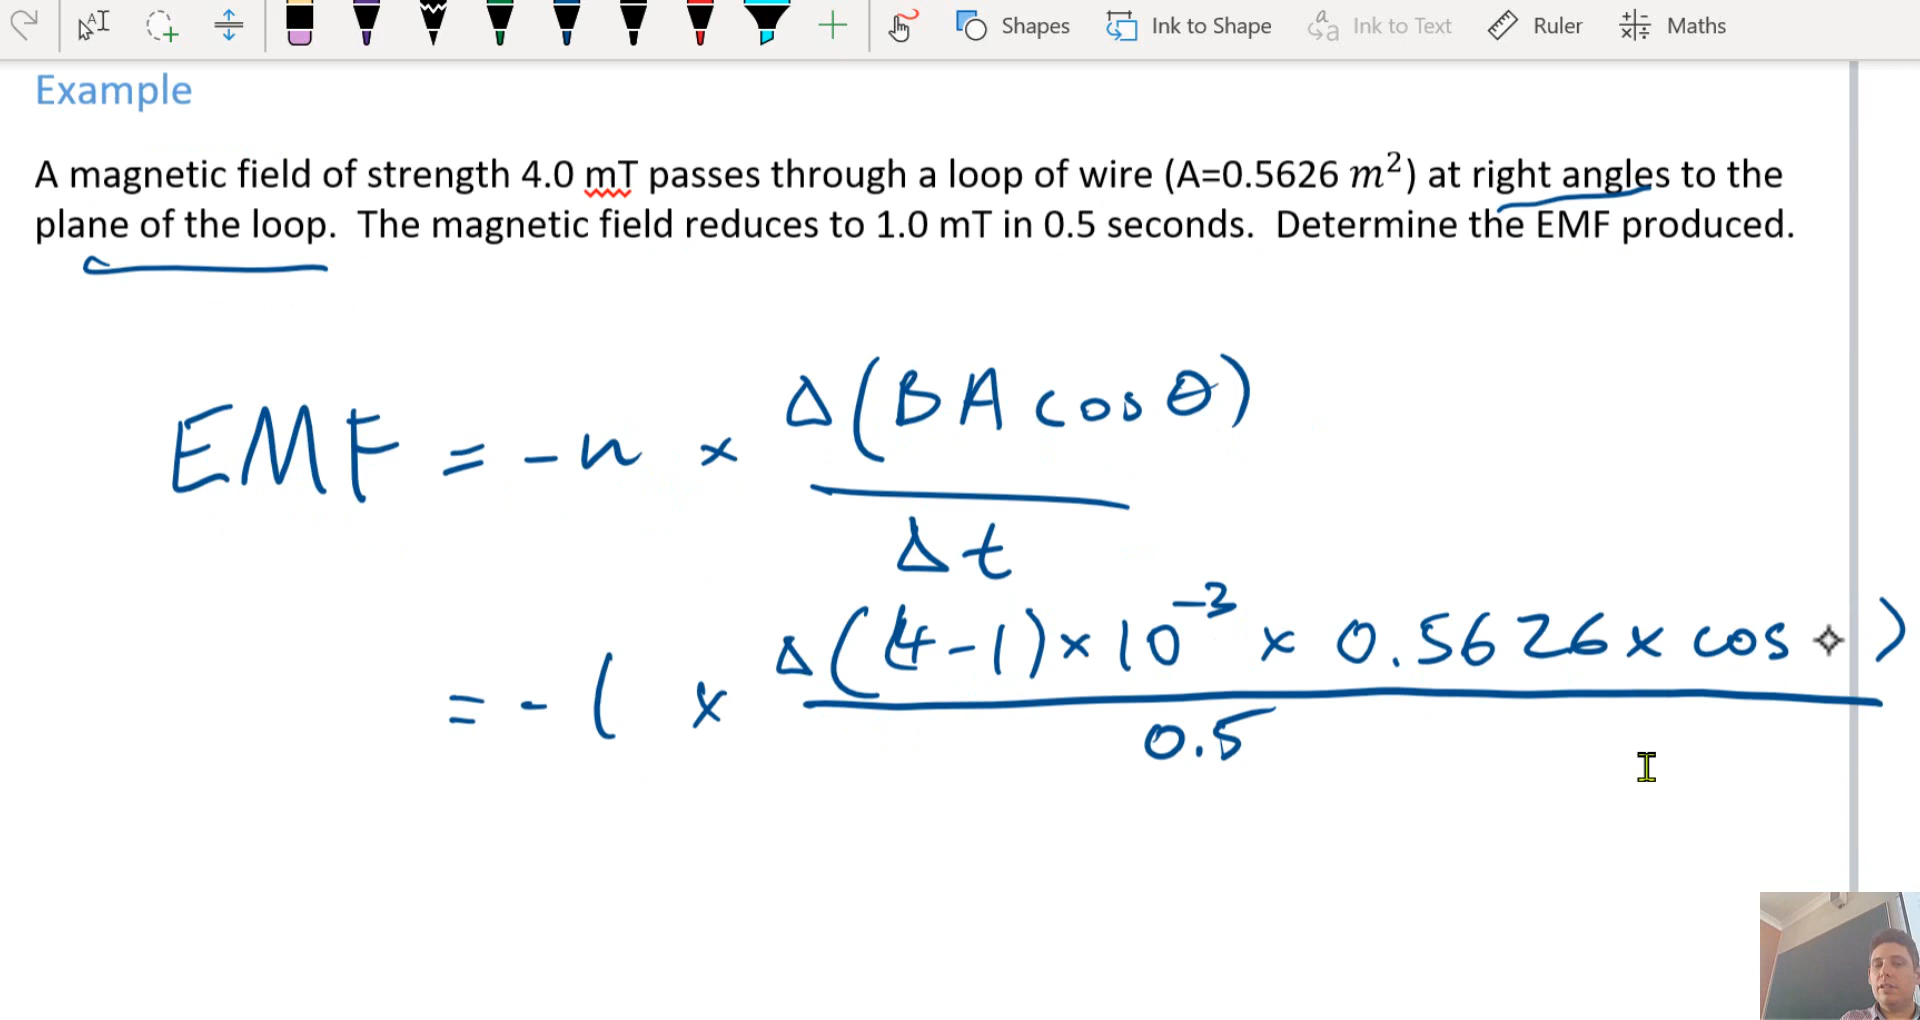 Shapes Ink to Shape Ink to Text Ruler Maths
Example
A magnetic field of strength 4.0 mT passes through a loop of wire (A=0.5626 m²) at right angles to the
plane of the loop. The magnetic field reduces to 1.0 mT in 0.5 seconds. Determine the EMF produced.
EMF = -n × Δ(BA cos θ)
Δt
= - 1 × Δ(4-1)×10⁻³ × 0.5626 × cos )
0.5